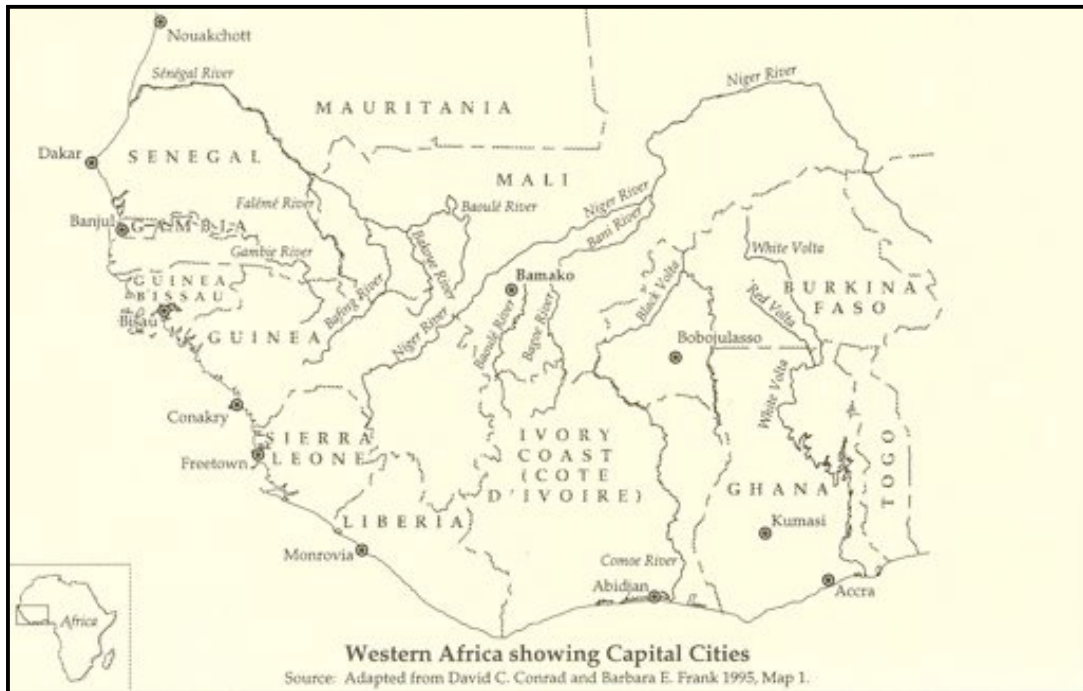 Nouakchott
Sénégal River
Niger River
MAURITANIA
Dakar
SENEGAL
MALI
Falémé River
Baoulé River
Niger River
Bani River
Banjul
GAMBIA
Gambie River
Bakoye River
White Volta
GUINEA
BISSAU
Bamako
Black Volta
BURKINA
FASO
Bisau
Bafing River
Red Volta
GUINEA
Niger River
Baoulé River
Bagoe River
Bobojulasso
White Volta
Conakry
SIERRA
LEONE
IVORY
COAST
(COTE
D'IVOIRE)
Freetown
TOGO
GHANA
LIBERIA
Kumasi
Monrovia
Comoe River
Abidjan
Accra
Africa
Western Africa showing Capital Cities
Source: Adapted from David C. Conrad and Barbara E. Frank 1995, Map 1.